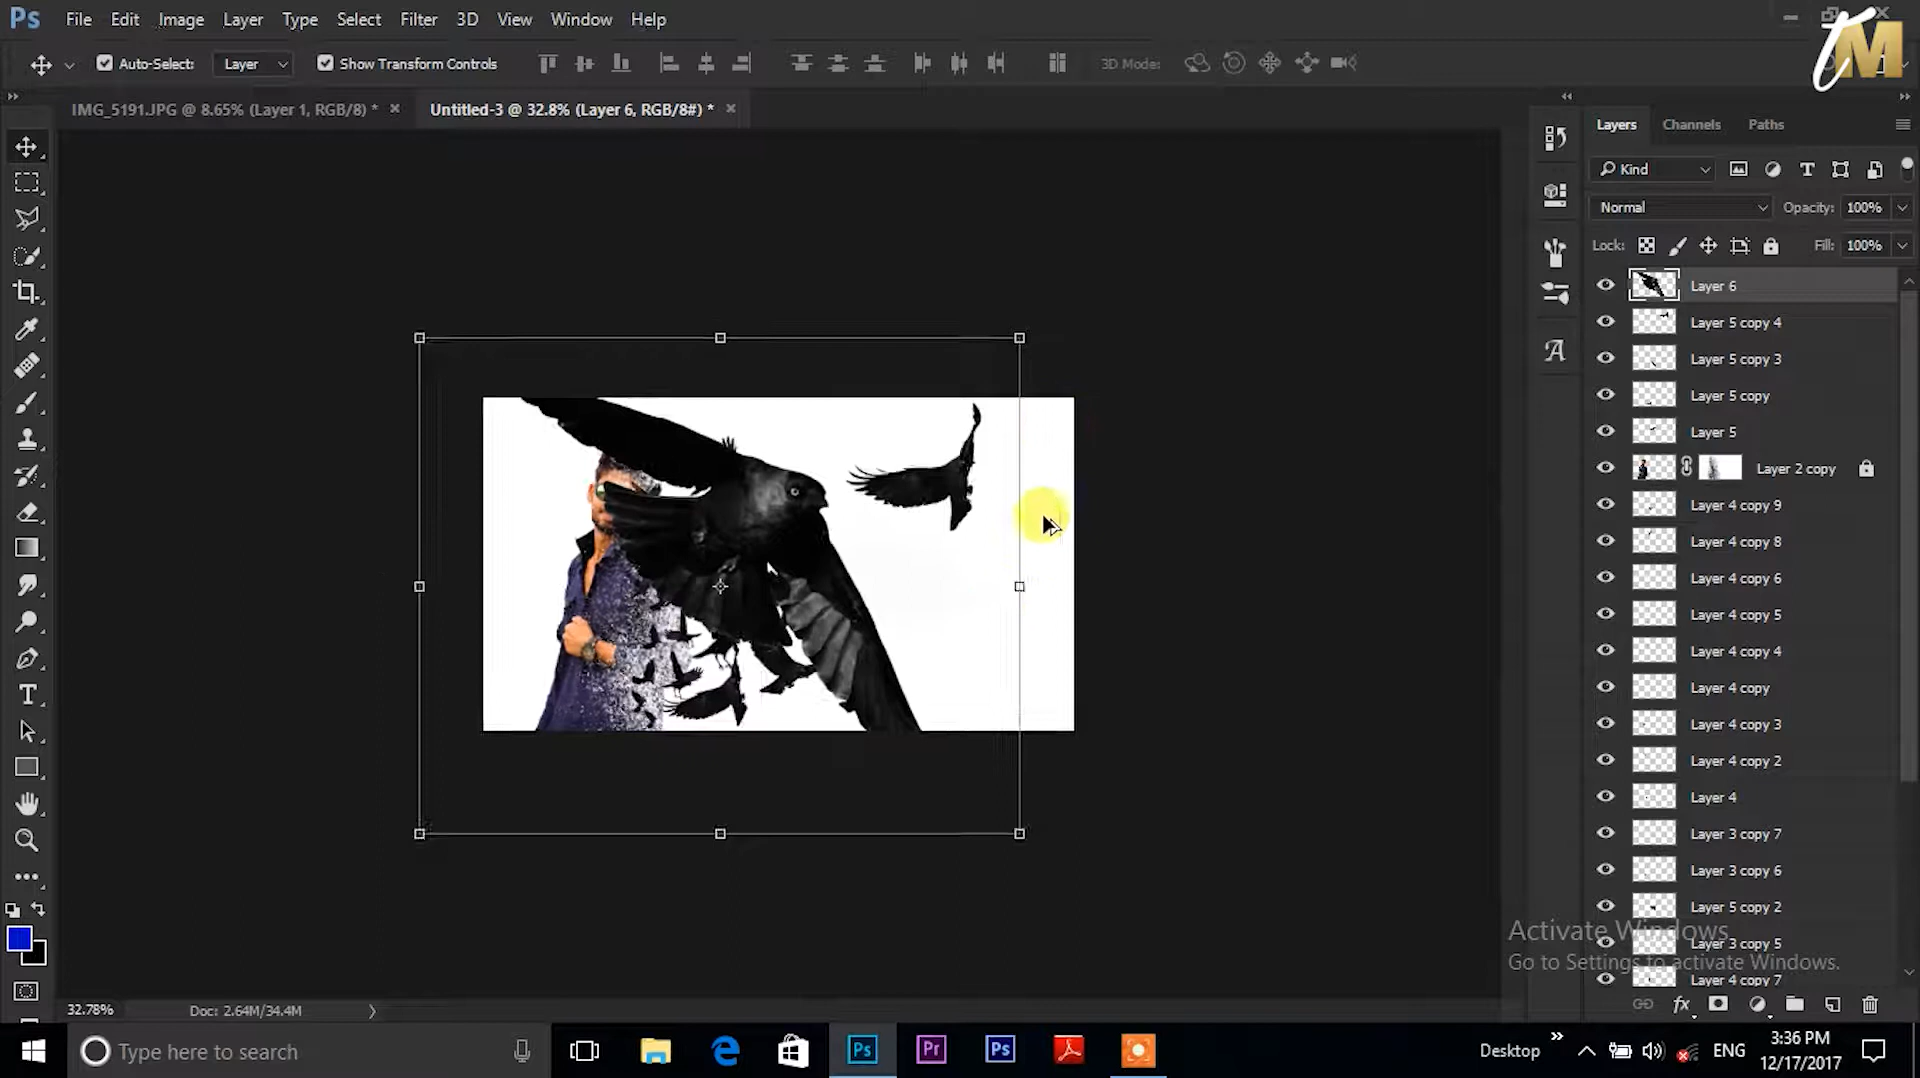 Ps File Edit Image Layer Type Select Filter 3D View Window Help
Auto-Select: Layer Show Transform Controls 3D Mode:
tM
IMG_5191.JPG @ 8.65% (Layer 1, RGB/8) * Untitled-3 @ 32.8% (Layer 6, RGB/8#) *
Layers Channels Paths
Kind
Normal Opacity: 100%
Lock: Fill: 100%
Layer 6
Layer 5 copy 4
Layer 5 copy 3
Layer 5 copy
Layer 5
Layer 2 copy
Layer 4 copy 9
Layer 4 copy 8
Layer 4 copy 6
Layer 4 copy 5
Layer 4 copy 4
Layer 4 copy
Layer 4 copy 3
Layer 4 copy 2
Layer 4
Layer 3 copy 7
Layer 3 copy 6
Layer 5 copy 2
Activate Windows
Layer 3 copy 5
Go to Settings to activate Windows.
Layer 4 copy 7
32.78% Doc: 2.64M/34.4M
fx
Type here to search
Ps Pr Ps
Desktop ENG
3:36 PM
12/17/2017